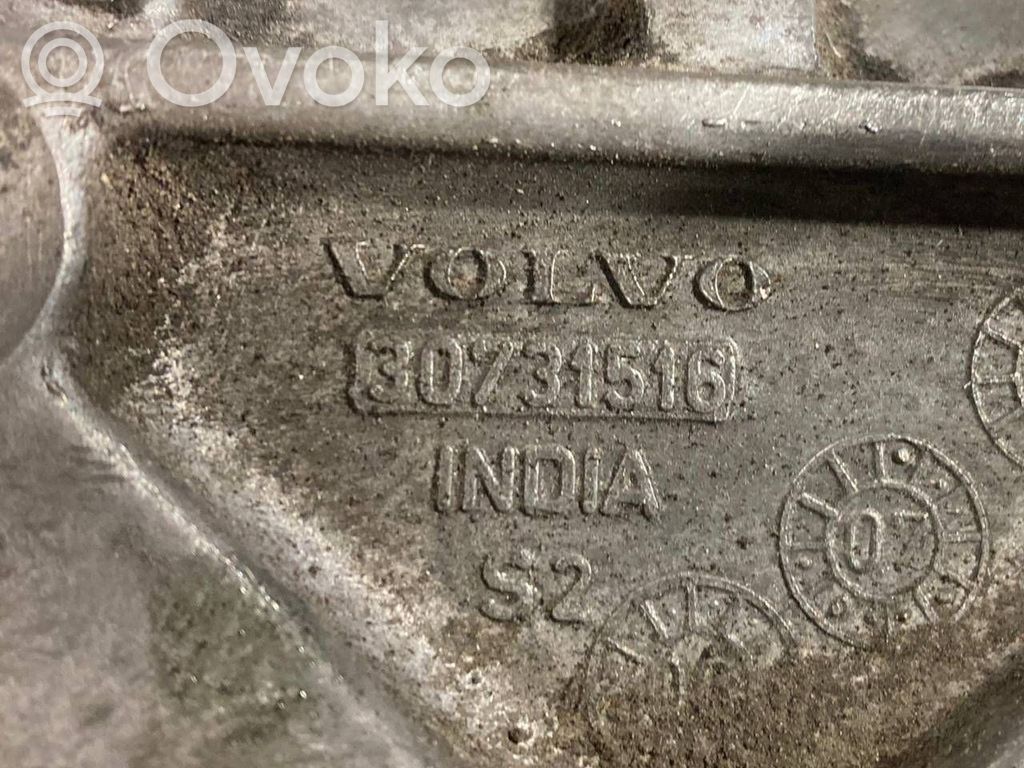 Ovoko
VOLVO
30731516
INDIA
S2
07